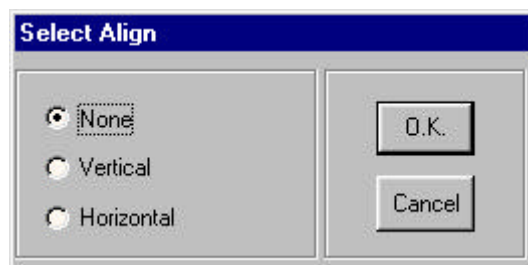 Select Align
None
Vertical
Horizontal
O.K.
Cancel